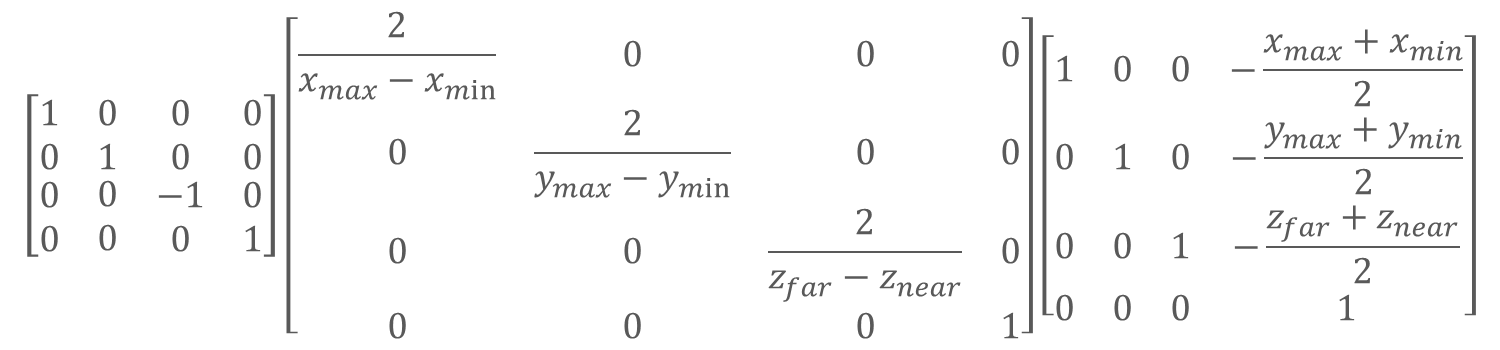 [1 0 0 0] [2/(x_max − x_min) 0 0 0] [1 0 0 −(x_max + x_min)/2]
[0 1 0 0] [0 2/(y_max − y_min) 0 0] [0 1 0 −(y_max + y_min)/2]
[0 0 −1 0] [0 0 2/(z_far − z_near) 0] [0 0 1 −(z_far + z_near)/2]
[0 0 0 1] [0 0 0 1] [0 0 0 1]